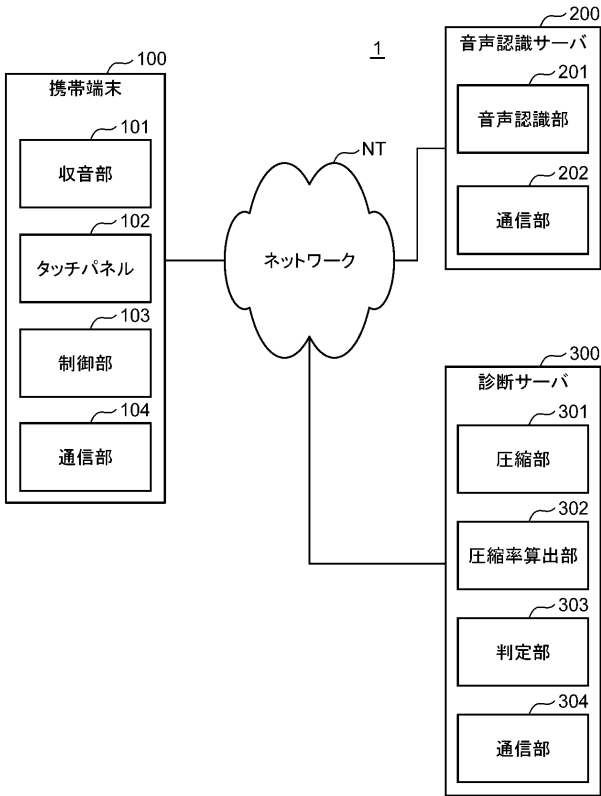 1
100
携帯端末
101
収音部
102
タッチパネル
103
制御部
104
通信部
NT
ネットワーク
200
音声認識サーバ
201
音声認識部
202
通信部
300
診断サーバ
301
圧縮部
302
圧縮率算出部
303
判定部
304
通信部